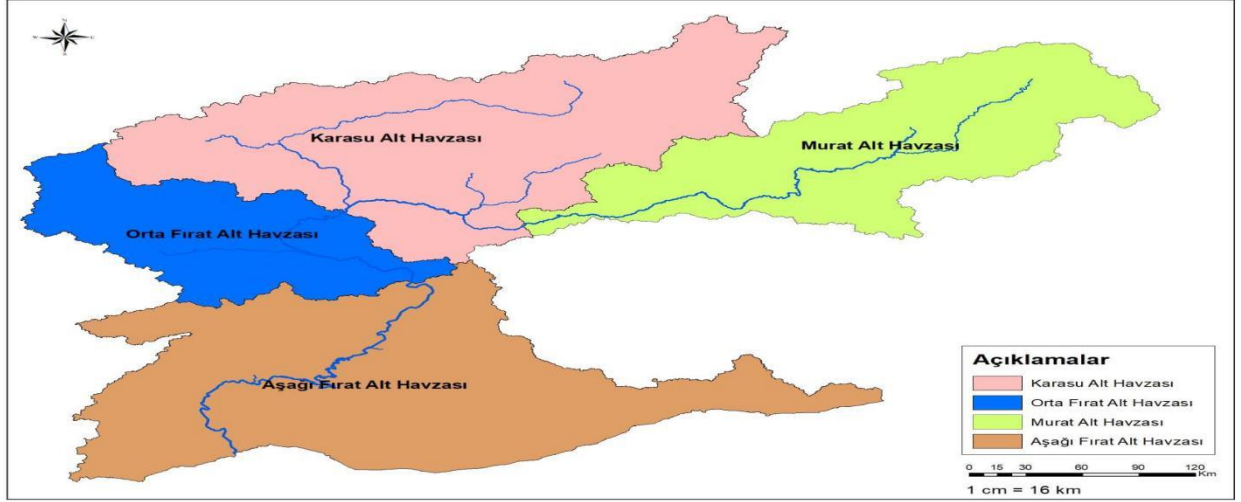 N
W
E
S
Karasu Alt Havzası
Murat Alt Havzası
Orta Fırat Alt Havzası
Aşağı Fırat Alt Havzası
Açıklamalar
Karasu Alt Havzası
Orta Fırat Alt Havzası
Murat Alt Havzası
Aşağı Fırat Alt Havzası
0 15 30 60 90 120
Km
1 cm = 16 km